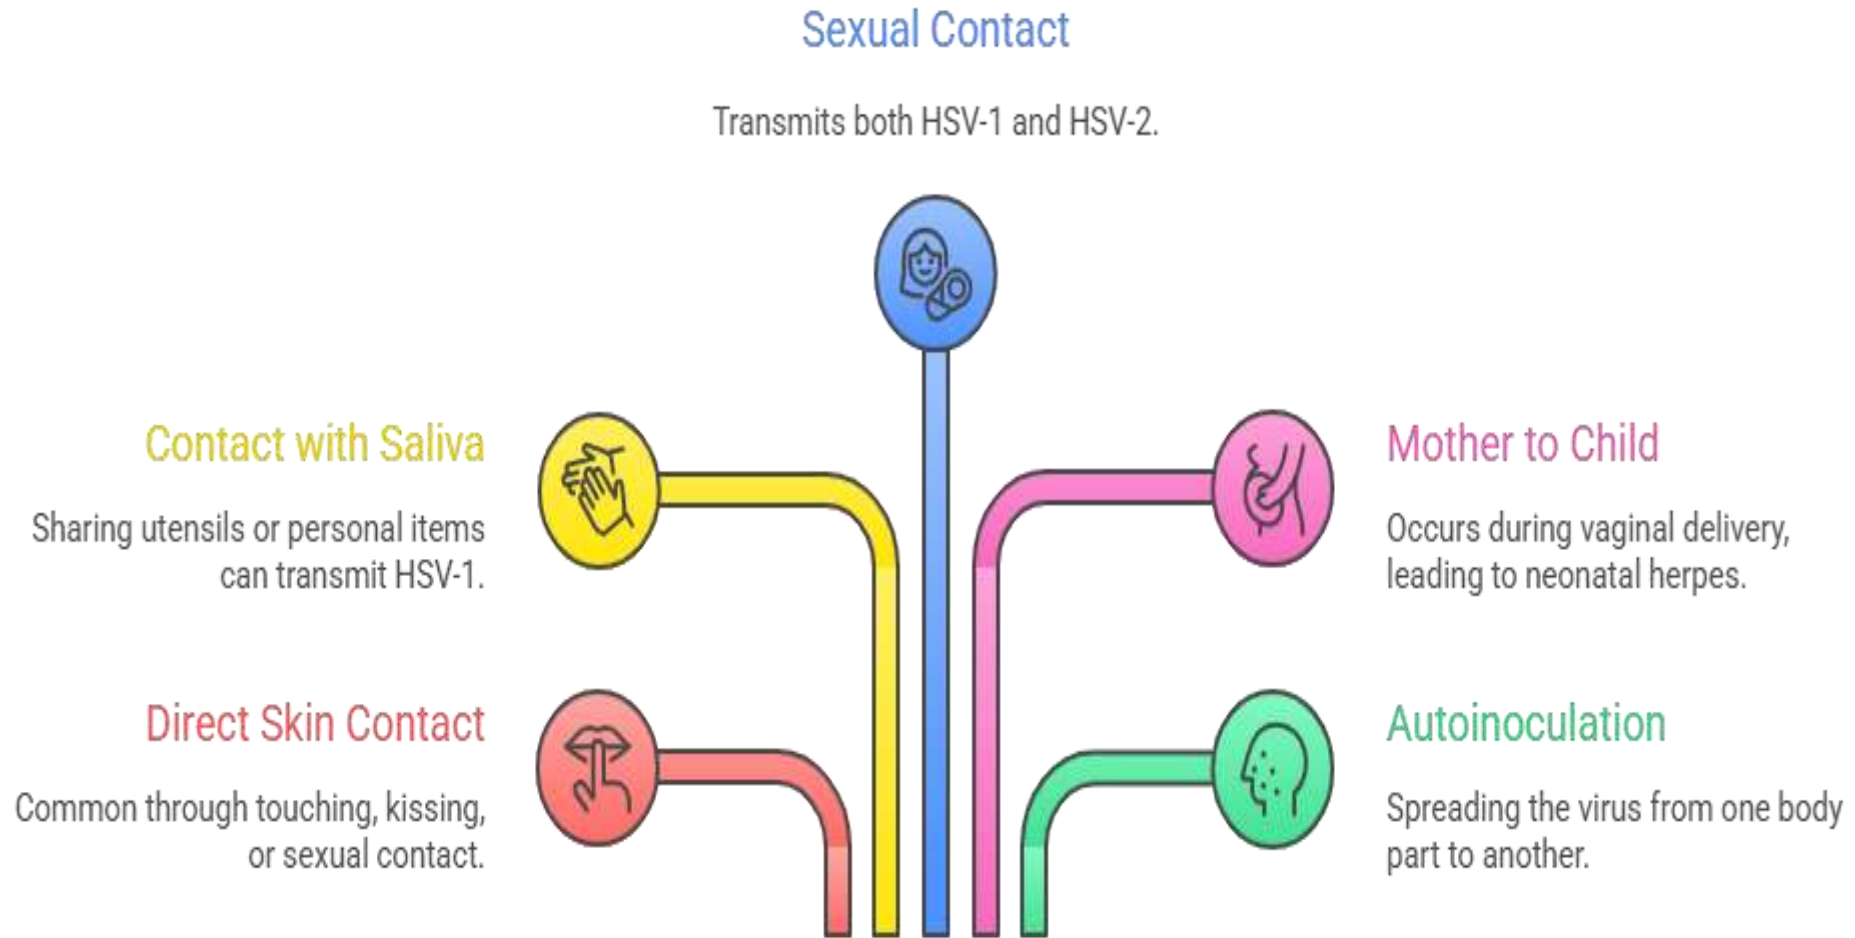 Sexual Contact
Transmits both HSV-1 and HSV-2.
Contact with Saliva
Sharing utensils or personal items
can transmit HSV-1.
Mother to Child
Occurs during vaginal delivery,
leading to neonatal herpes.
Direct Skin Contact
Common through touching, kissing,
or sexual contact.
Autoinoculation
Spreading the virus from one body
part to another.